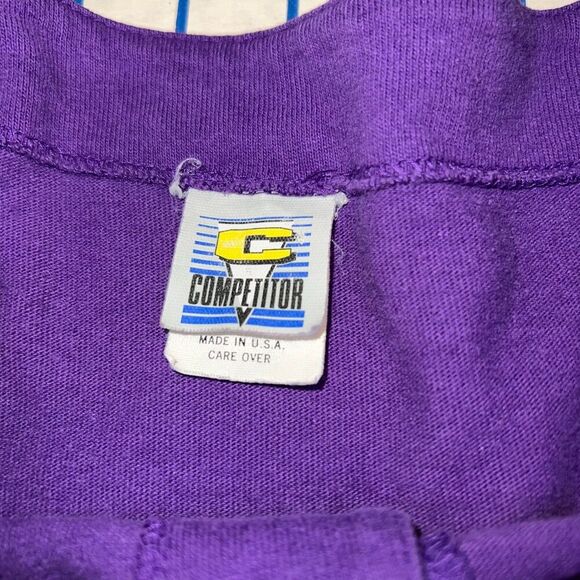 C
COMPETITOR
MADE IN U.S.A.
CARE OVER